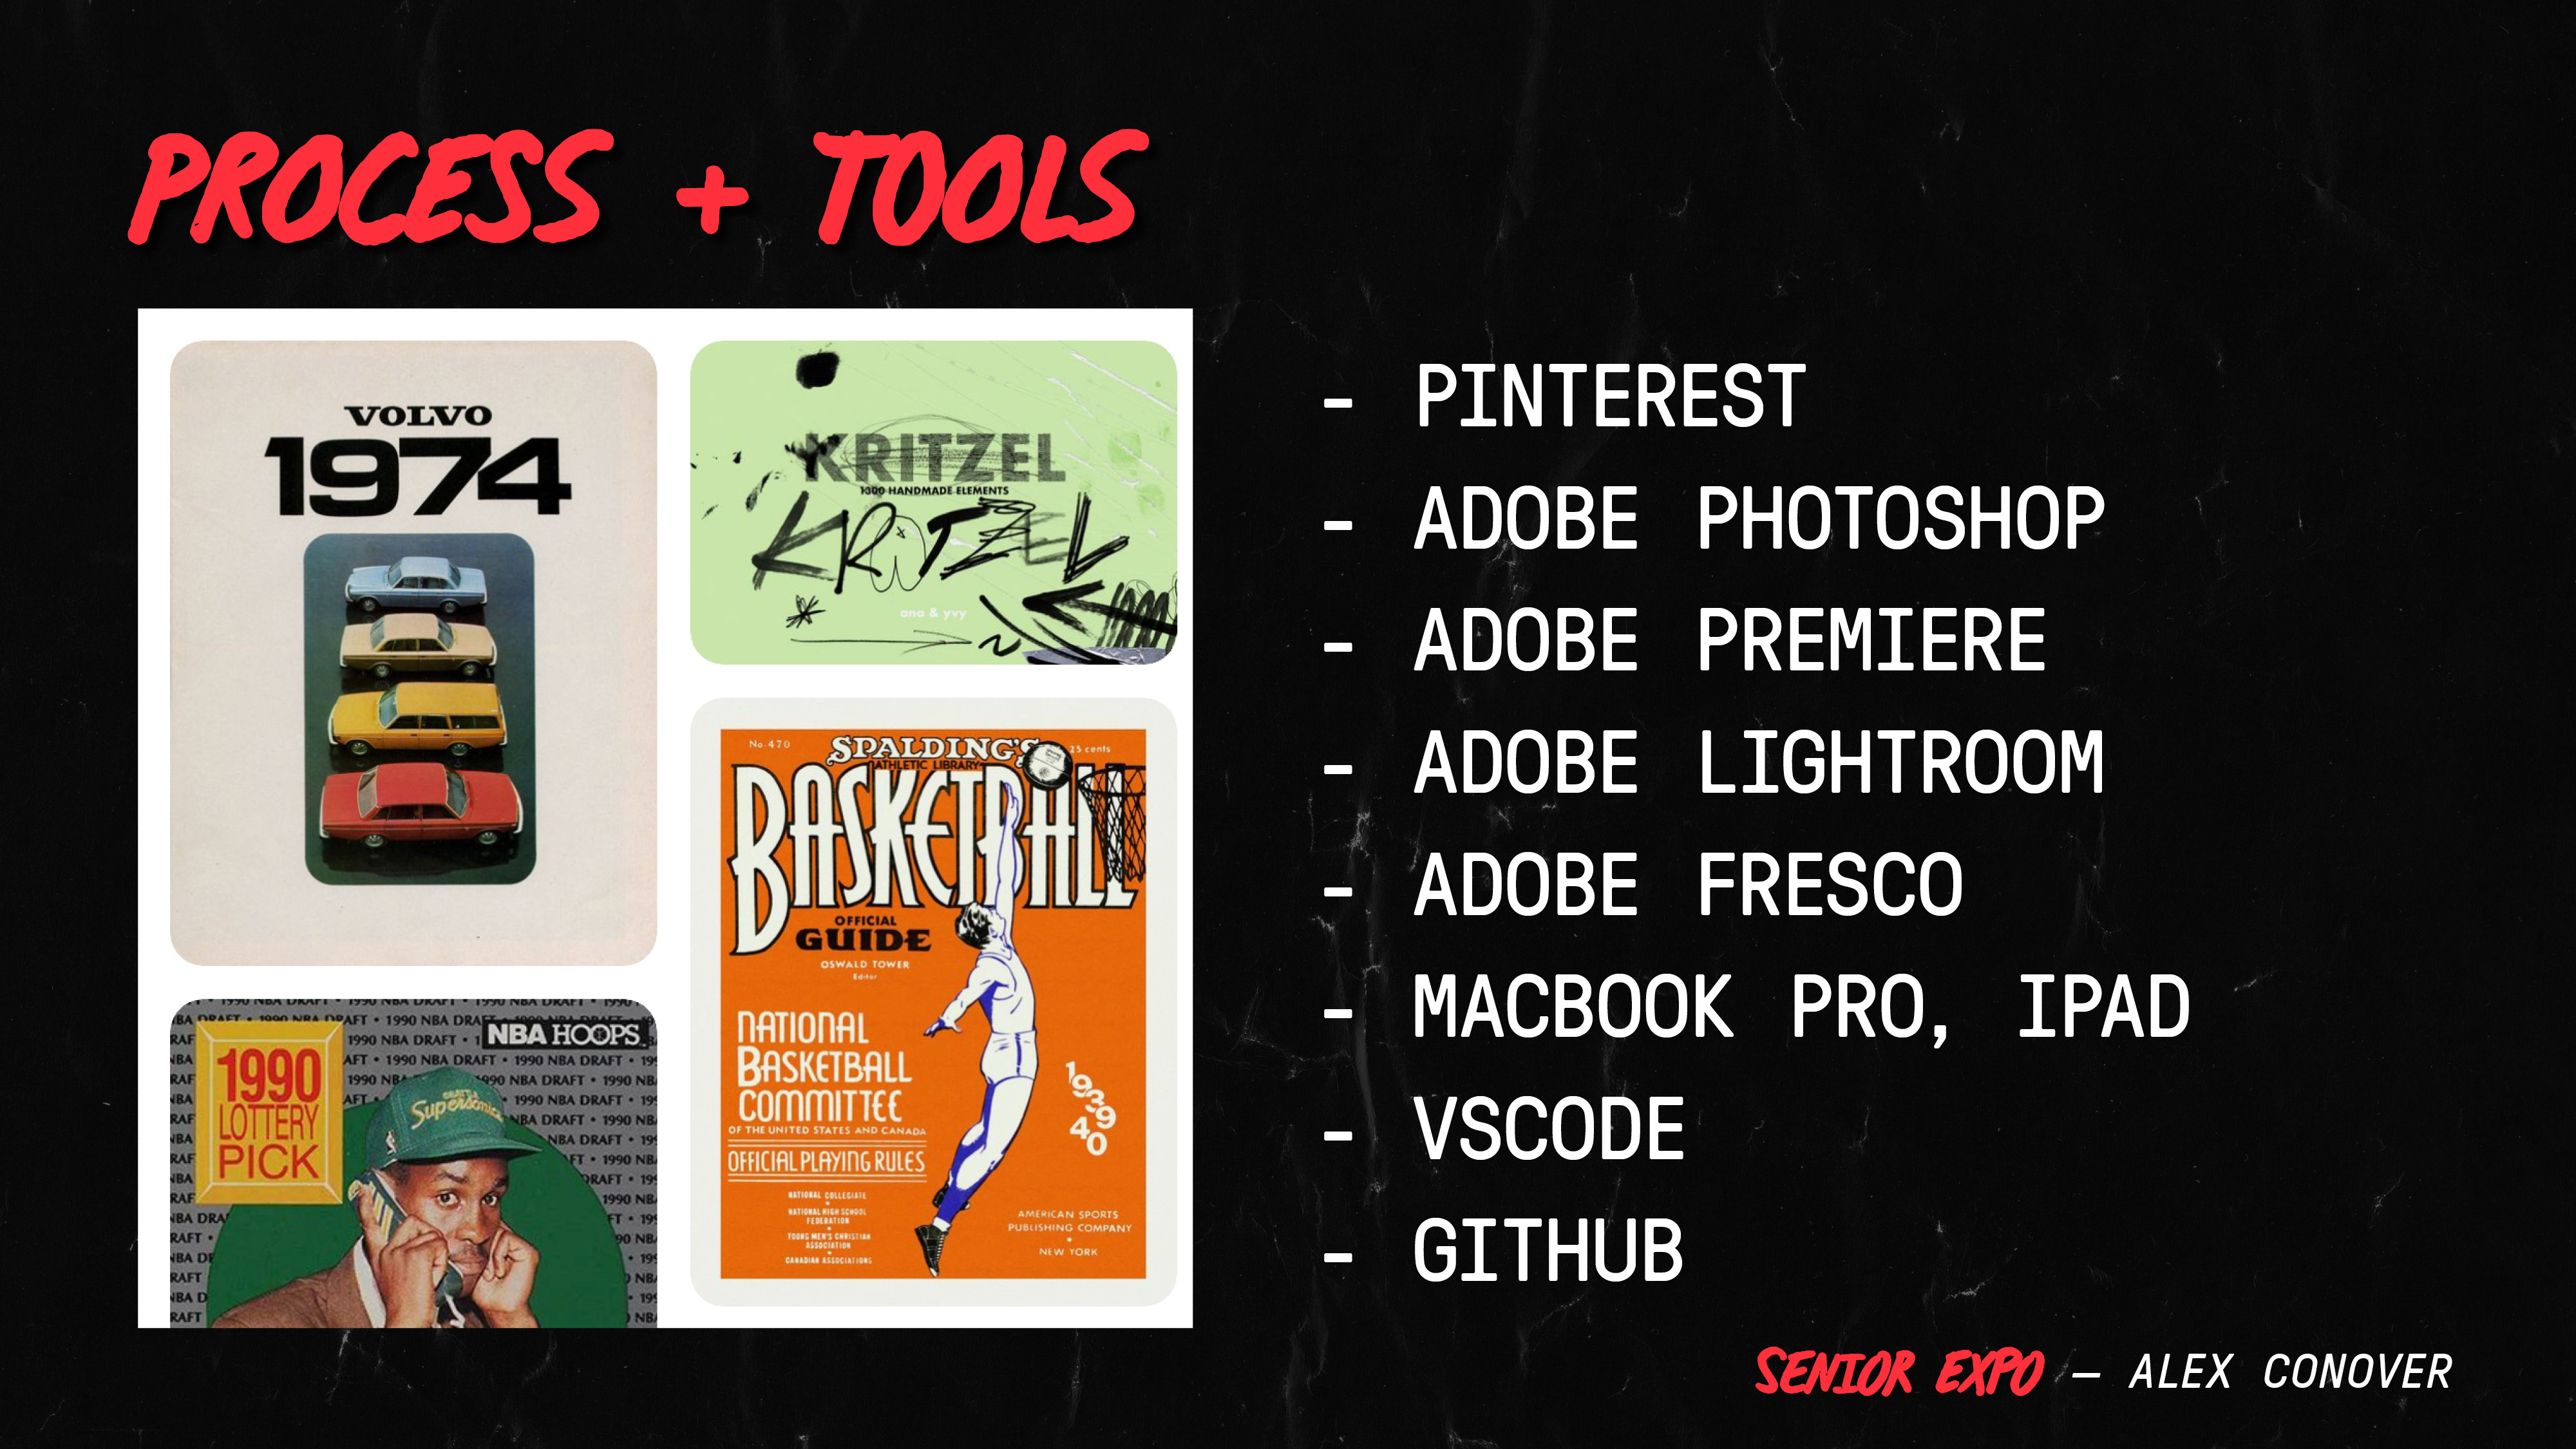 PROCESS + TOOLS
VOLVO
1974
KRITZEL
1300 HANDMADE ELEMENTS
KRiTZEL
ana & yvy
No. 470
SPALDING'S
25 cents
ATHLETIC LIBRARY
BASKETBALL
OFFICIAL
GUIDE
OSWALD TOWER
Editor
NATIONAL
BASKETBALL
COMMITTEE
OF THE UNITED STATES AND CANADA
OFFICIAL PLAYING RULES
1939
40
NATIONAL COLLEGIATE
NATIONAL HIGH SCHOOL
FEDERATION
YOUNG MEN'S CHRISTIAN
ASSOCIATION
CANADIAN ASSOCIATIONS
AMERICAN SPORTS
PUBLISHING COMPANY
NEW YORK
1990 NBA DRAFT • 1990 NBA DRAFT • 1990 NBA DRAFT
NBA HOOPS
1990
LOTTERY
PICK
Seattle
Supersonics
- PINTEREST
- ADOBE PHOTOSHOP
- ADOBE PREMIERE
- ADOBE LIGHTROOM
- ADOBE FRESCO
- MACBOOK PRO, IPAD
- VSCODE
- GITHUB
SENIOR EXPO – ALEX CONOVER